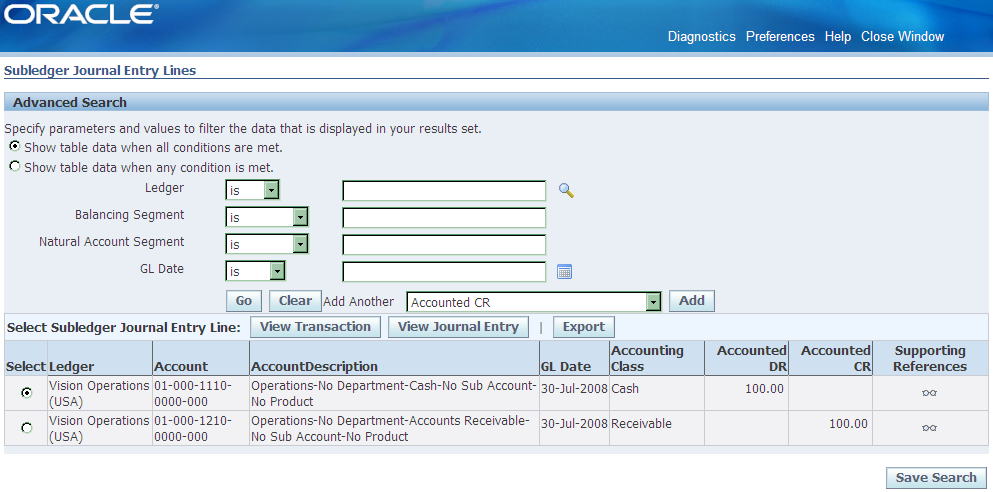 ORACLE®
Diagnostics Preferences Help Close Window
Subledger Journal Entry Lines
Advanced Search
Specify parameters and values to filter the data that is displayed in your results set.
Show table data when all conditions are met.
Show table data when any condition is met.
Ledger is
Balancing Segment is
Natural Account Segment is
GL Date is
Go Clear Add Another Accounted CR Add
Select Subledger Journal Entry Line: View Transaction View Journal Entry | Export
Select Ledger Account AccountDescription GL Date Accounting Class Accounted DR Accounted CR Supporting References
Vision Operations (USA) 01-000-1110-0000-000 Operations-No Department-Cash-No Sub Account-No Product 30-Jul-2008 Cash 100.00
Vision Operations (USA) 01-000-1210-0000-000 Operations-No Department-Accounts Receivable-No Sub Account-No Product 30-Jul-2008 Receivable 100.00
Save Search